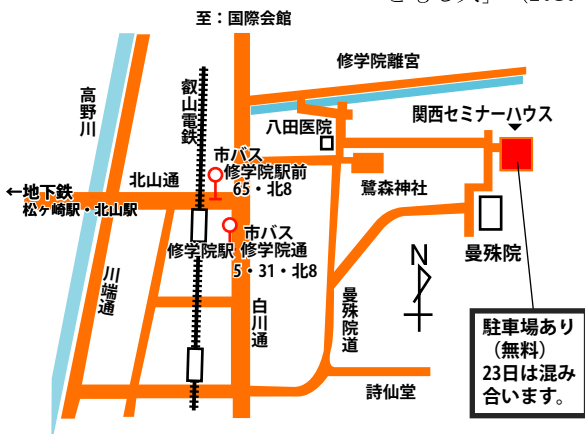 至：国際会館
修学院離宮
高野川
叡山電鉄
八田医院
関西セミナーハウス
市バス
修学院駅前
65・北8
北山通
←地下鉄
松ヶ崎駅・北山駅
鷺森神社
曼殊院
市バス
修学院駅 修学院通
5・31・北8
N
川端通
白川通
曼殊院道
詩仙堂
駐車場あり
（無料）
23日は混み
合います。